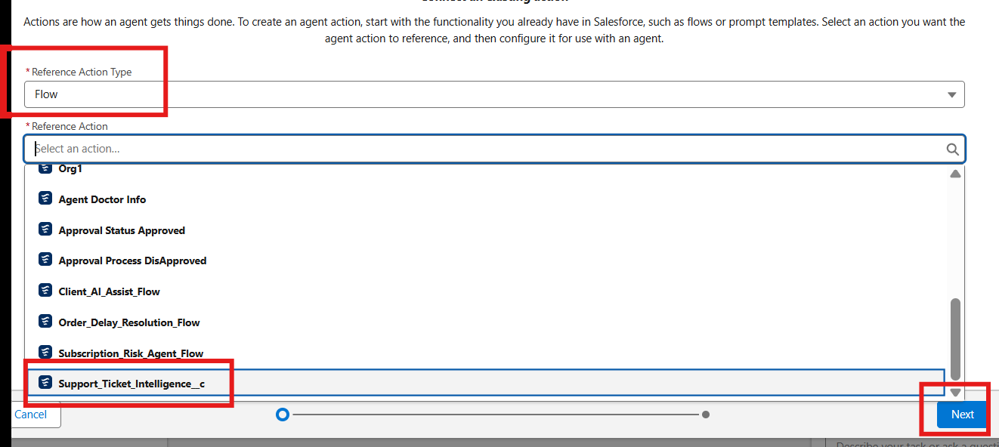 Connect an existing action
Actions are how an agent gets things done. To create an agent action, start with the functionality you already have in Salesforce, such as flows or prompt templates. Select an action you want the
agent action to reference, and then configure it for use with an agent.
* Reference Action Type
Flow
* Reference Action
Select an action...
Org1
Agent Doctor Info
Approval Status Approved
Approval Process DisApproved
Client_AI_Assist_Flow
Order_Delay_Resolution_Flow
Subscription_Risk_Agent_Flow
Support_Ticket_Intelligence__c
Cancel
Next
Describe your task or ask a questi